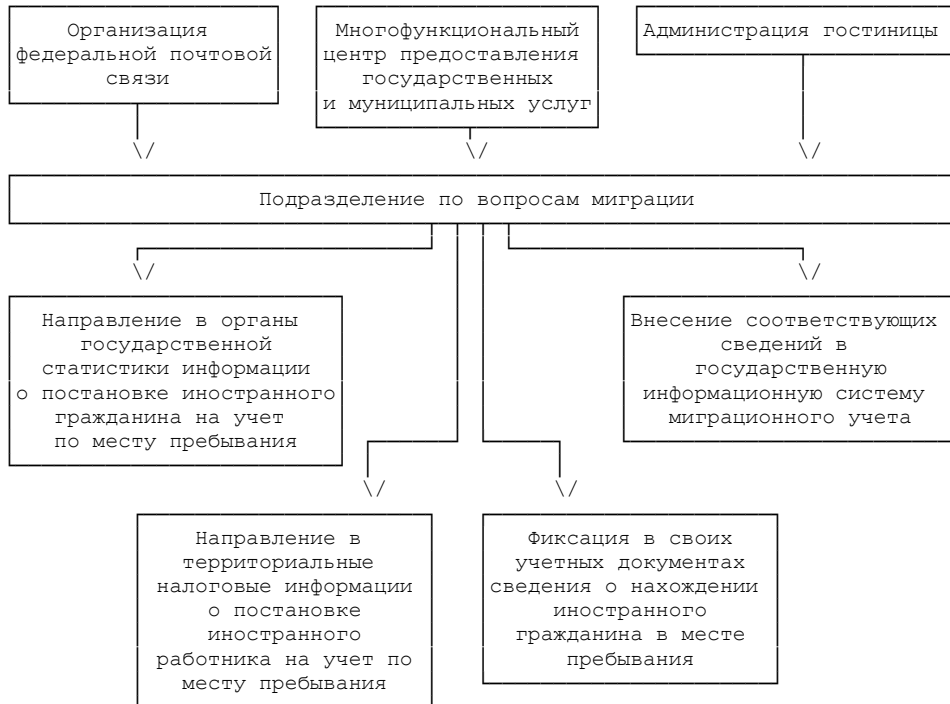 Организация
федеральной почтовой
связи
Многофункциональный
центр предоставления
государственных
и муниципальных услуг
Администрация гостиницы
Подразделение по вопросам миграции
Направление в органы
государственной
статистики информации
о постановке иностранного
гражданина на учет
по месту пребывания
Внесение соответствующих
сведений в
государственную
информационную систему
миграционного учета
Направление в
территориальные
налоговые информации
о постановке
иностранного
работника на учет по
месту пребывания
Фиксация в своих
учетных документах
сведения о нахождении
иностранного
гражданина в месте
пребывания